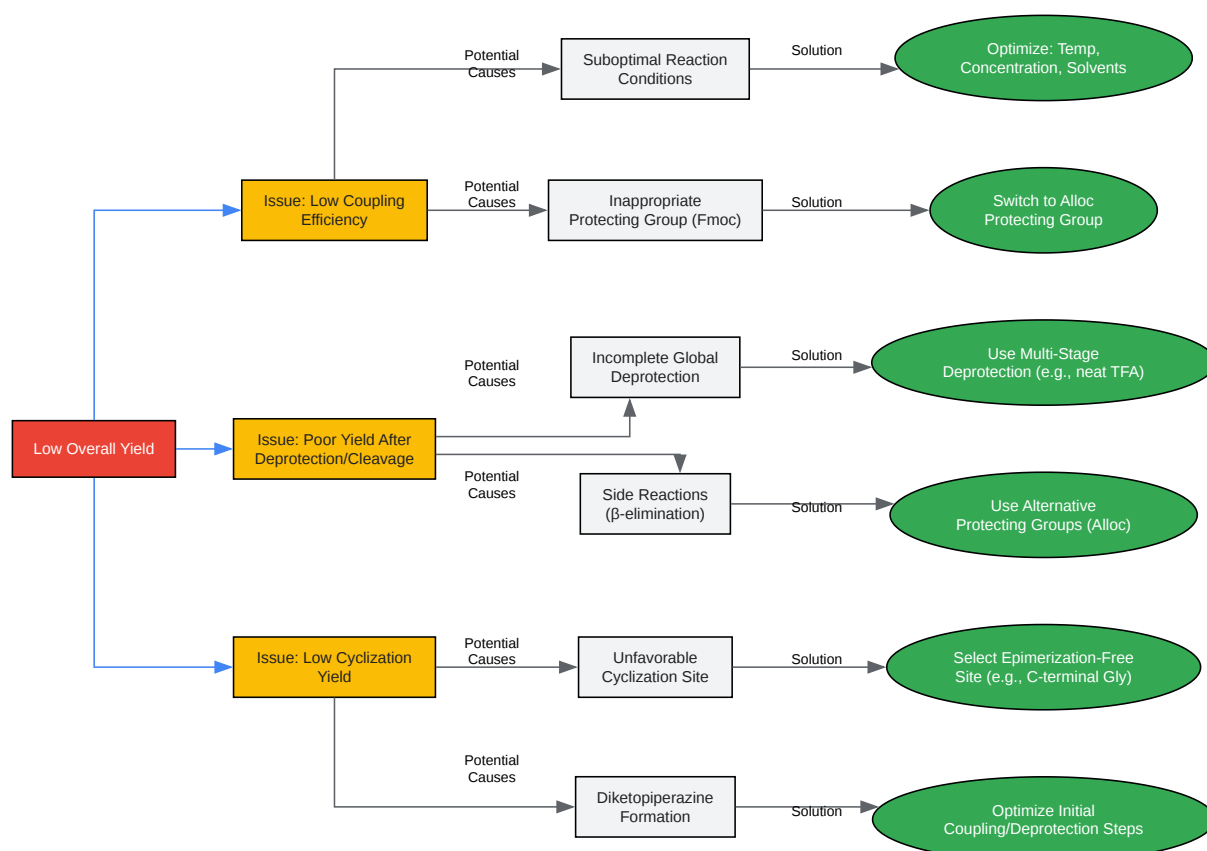 Potential
Causes
Suboptimal Reaction
Conditions
Solution
Optimize: Temp,
Concentration, Solvents
Issue: Low Coupling
Efficiency
Potential
Causes
Inappropriate
Protecting Group (Fmoc)
Solution
Switch to Alloc
Protecting Group
Potential
Causes
Incomplete Global
Deprotection
Solution
Use Multi-Stage
Deprotection (e.g., neat TFA)
Low Overall Yield
Issue: Poor Yield After
Deprotection/Cleavage
Potential
Causes
Side Reactions
(β-elimination)
Solution
Use Alternative
Protecting Groups (Alloc)
Issue: Low Cyclization
Yield
Potential
Causes
Unfavorable
Cyclization Site
Solution
Select Epimerization-Free
Site (e.g., C-terminal Gly)
Potential
Causes
Diketopiperazine
Formation
Solution
Optimize Initial
Coupling/Deprotection Steps